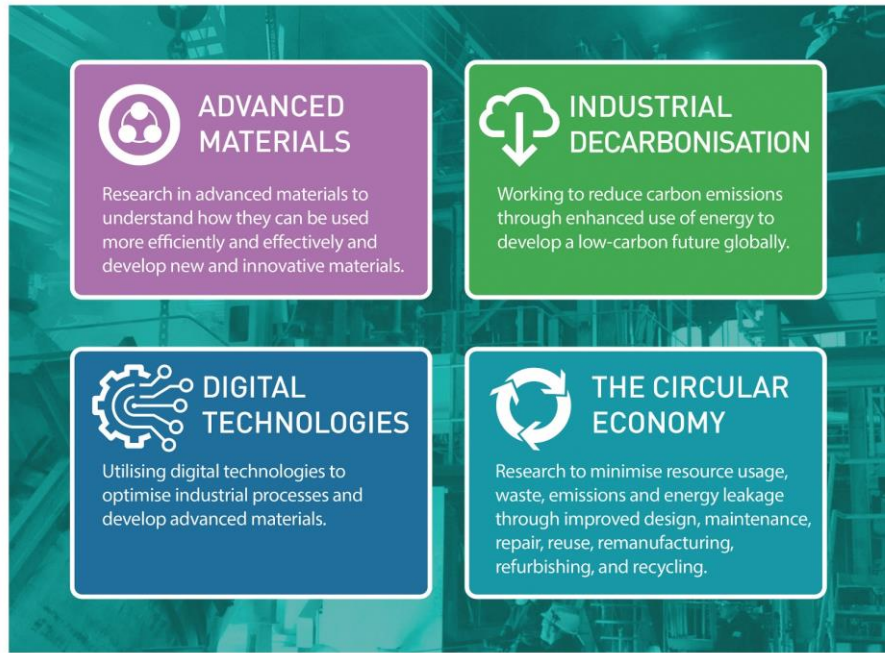 ADVANCED
MATERIALS
Research in advanced materials to
understand how they can be used
more efficiently and effectively and
develop new and innovative materials.
INDUSTRIAL
DECARBONISATION
Working to reduce carbon emissions
through enhanced use of energy to
develop a low-carbon future globally.
DIGITAL
TECHNOLOGIES
Utilising digital technologies to
optimise industrial processes and
develop advanced materials.
THE CIRCULAR
ECONOMY
Research to minimise resource usage,
waste, emissions and energy leakage
through improved design, maintenance,
repair, reuse, remanufacturing,
refurbishing, and recycling.